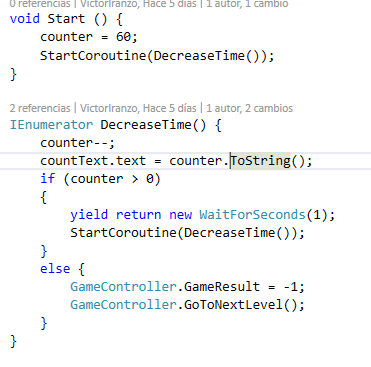 0 referencias | VictorIranzo, Hace 5 días | 1 autor, 1 cambio
void Start () {
counter = 60;
StartCoroutine(DecreaseTime());
}
2 referencias | VictorIranzo, Hace 5 días | 1 autor, 2 cambios
IEnumerator DecreaseTime() {
counter--;
countText.text = counter.ToString();
if (counter > 0)
{
yield return new WaitForSeconds(1);
StartCoroutine(DecreaseTime());
}
else {
GameController.GameResult = -1;
GameController.GoToNextLevel();
}
}